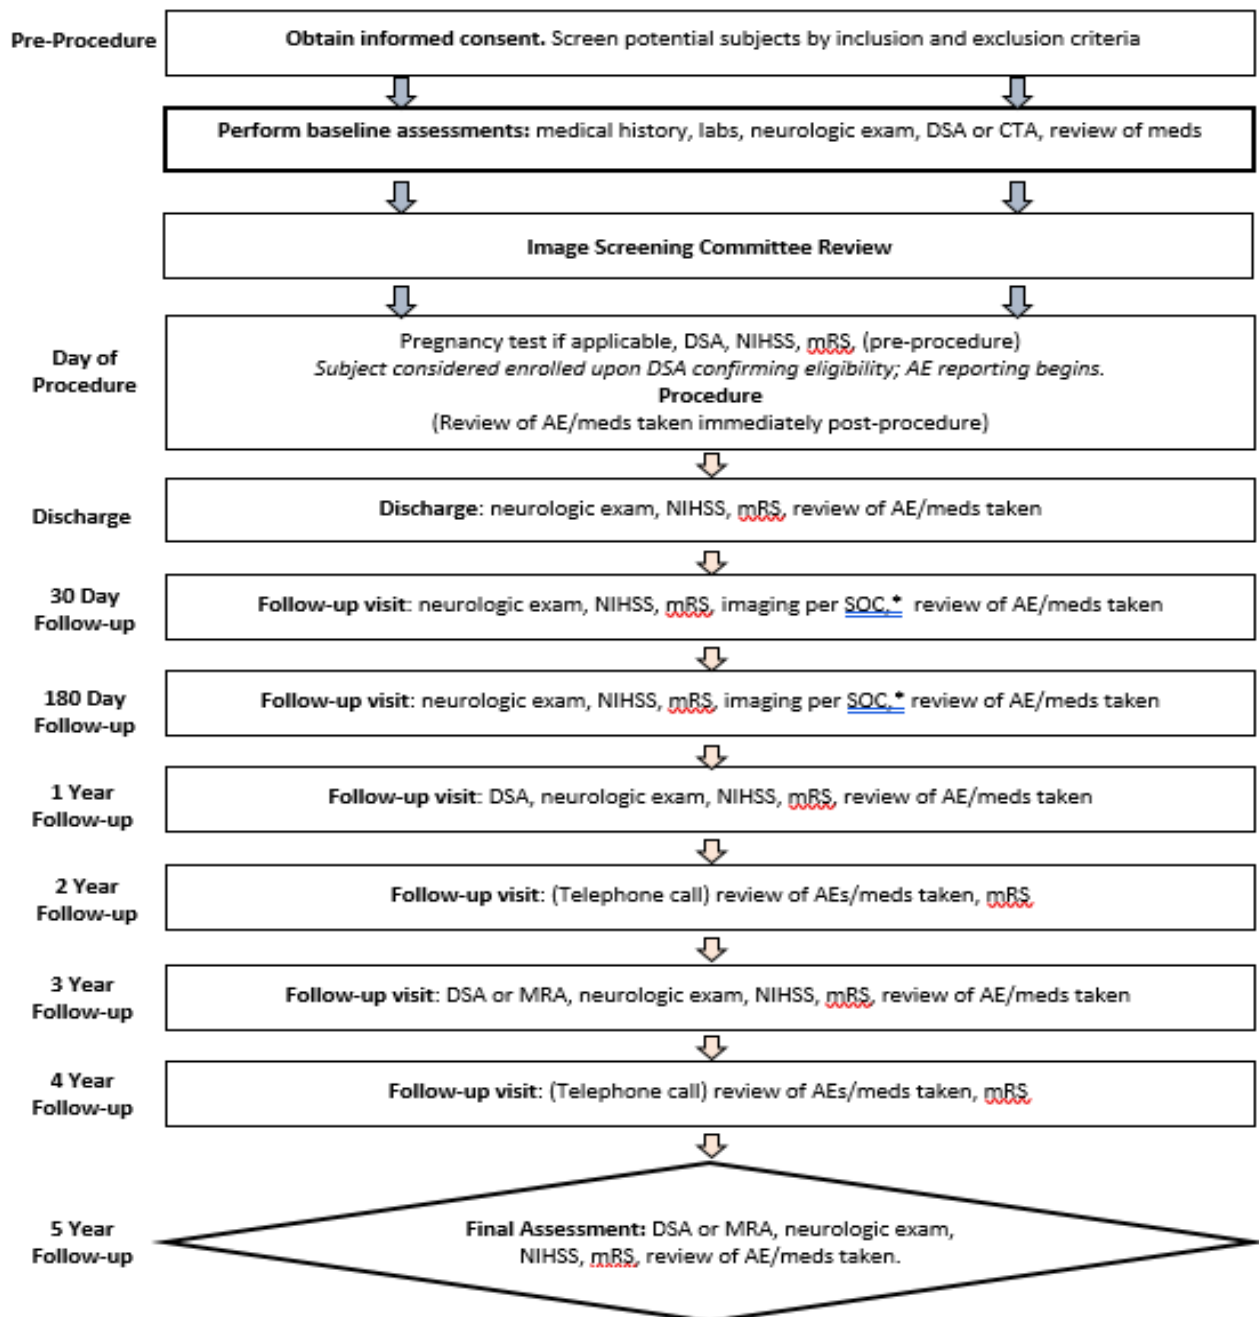 Pre-Procedure
Obtain informed consent. Screen potential subjects by inclusion and exclusion criteria
Perform baseline assessments: medical history, labs, neurologic exam, DSA or CTA, review of meds
Image Screening Committee Review
Day of
Procedure
Pregnancy test if applicable, DSA, NIHSS, mRS, (pre-procedure)
Subject considered enrolled upon DSA confirming eligibility; AE reporting begins.
Procedure
(Review of AE/meds taken immediately post-procedure)
Discharge
Discharge: neurologic exam, NIHSS, mRS, review of AE/meds taken
30 Day
Follow-up
Follow-up visit: neurologic exam, NIHSS, mRS, imaging per SOC,* review of AE/meds taken
180 Day
Follow-up
Follow-up visit: neurologic exam, NIHSS, mRS, imaging per SOC,* review of AE/meds taken
1 Year
Follow-up
Follow-up visit: DSA, neurologic exam, NIHSS, mRS, review of AE/meds taken
2 Year
Follow-up
Follow-up visit: (Telephone call) review of AEs/meds taken, mRS
3 Year
Follow-up
Follow-up visit: DSA or MRA, neurologic exam, NIHSS, mRS, review of AE/meds taken
4 Year
Follow-up
Follow-up visit: (Telephone call) review of AEs/meds taken, mRS
5 Year
Follow-up
Final Assessment: DSA or MRA, neurologic exam,
NIHSS, mRS, review of AE/meds taken.